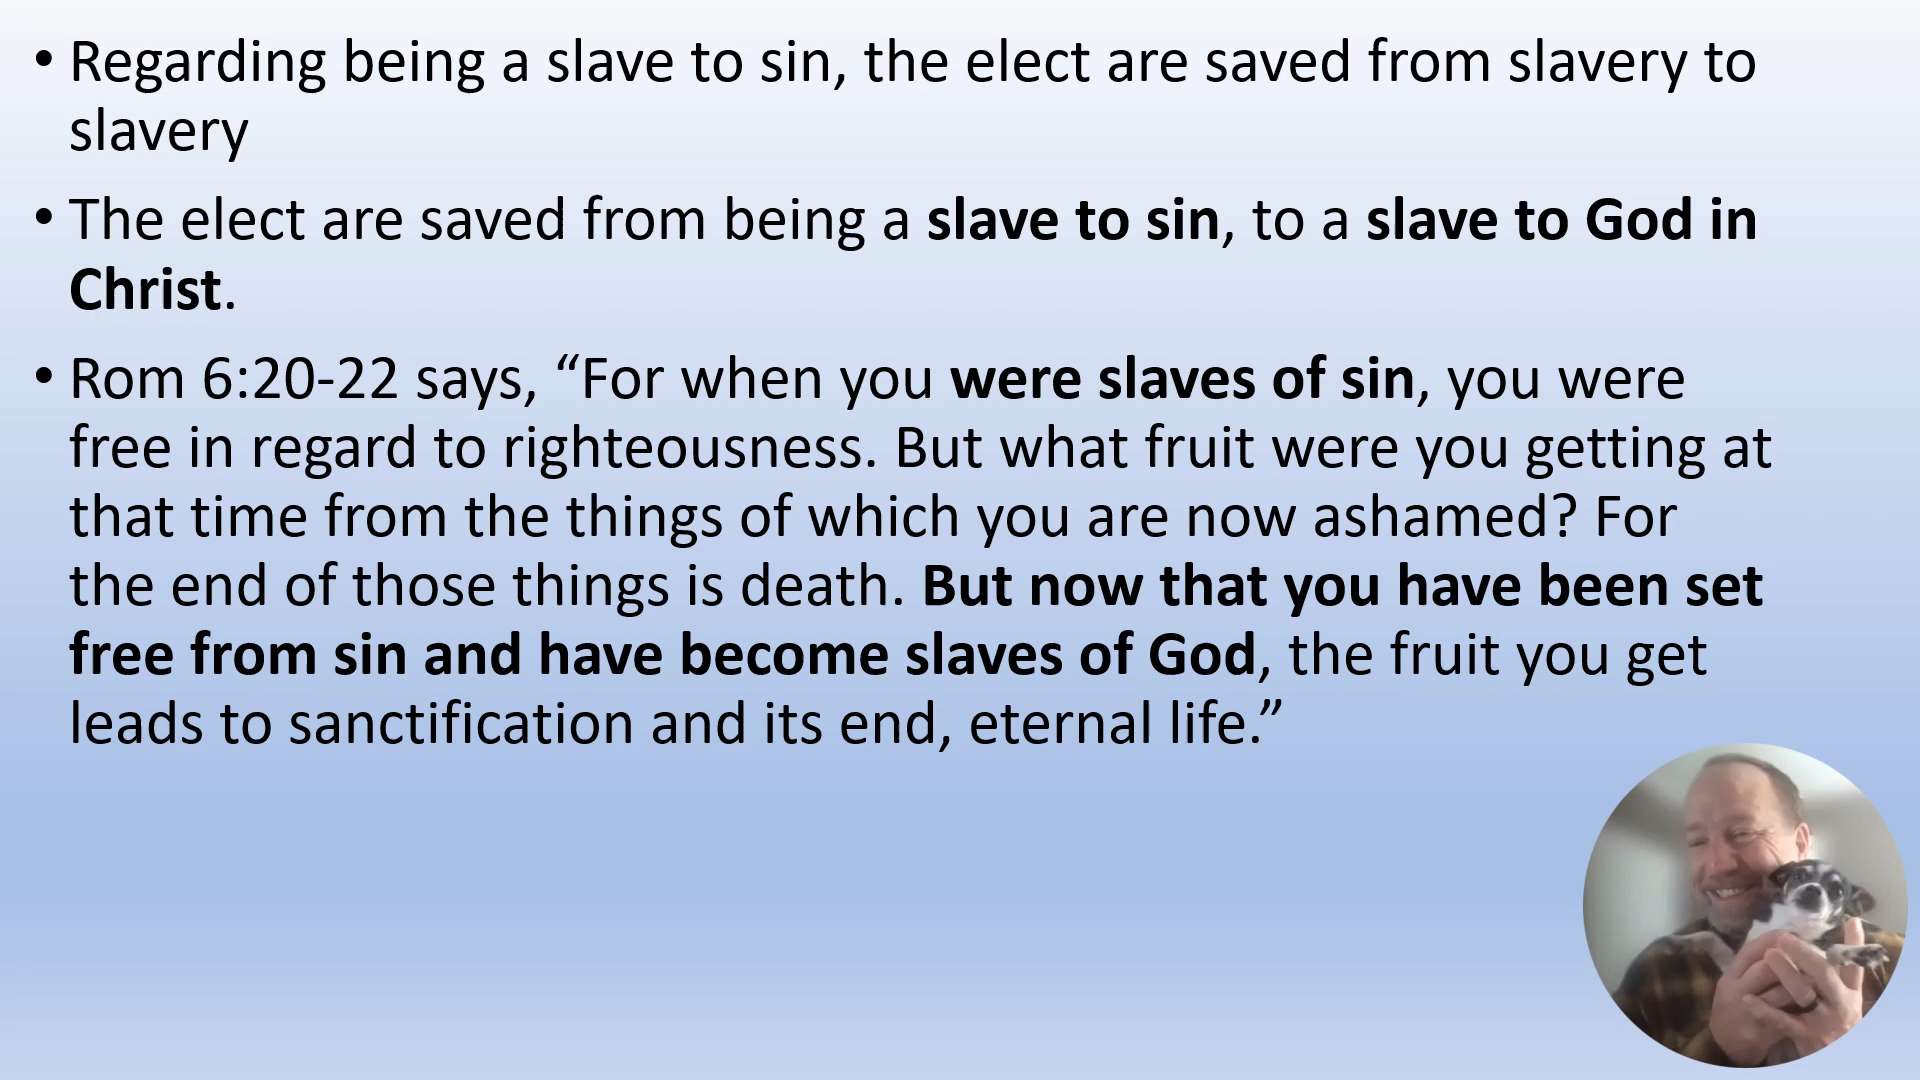 • Regarding being a slave to sin, the elect are saved from slavery to
slavery
• The elect are saved from being a slave to sin, to a slave to God in
Christ.
• Rom 6:20-22 says, “For when you were slaves of sin, you were
free in regard to righteousness. But what fruit were you getting at
that time from the things of which you are now ashamed? For
the end of those things is death. But now that you have been set
free from sin and have become slaves of God, the fruit you get
leads to sanctification and its end, eternal life.”